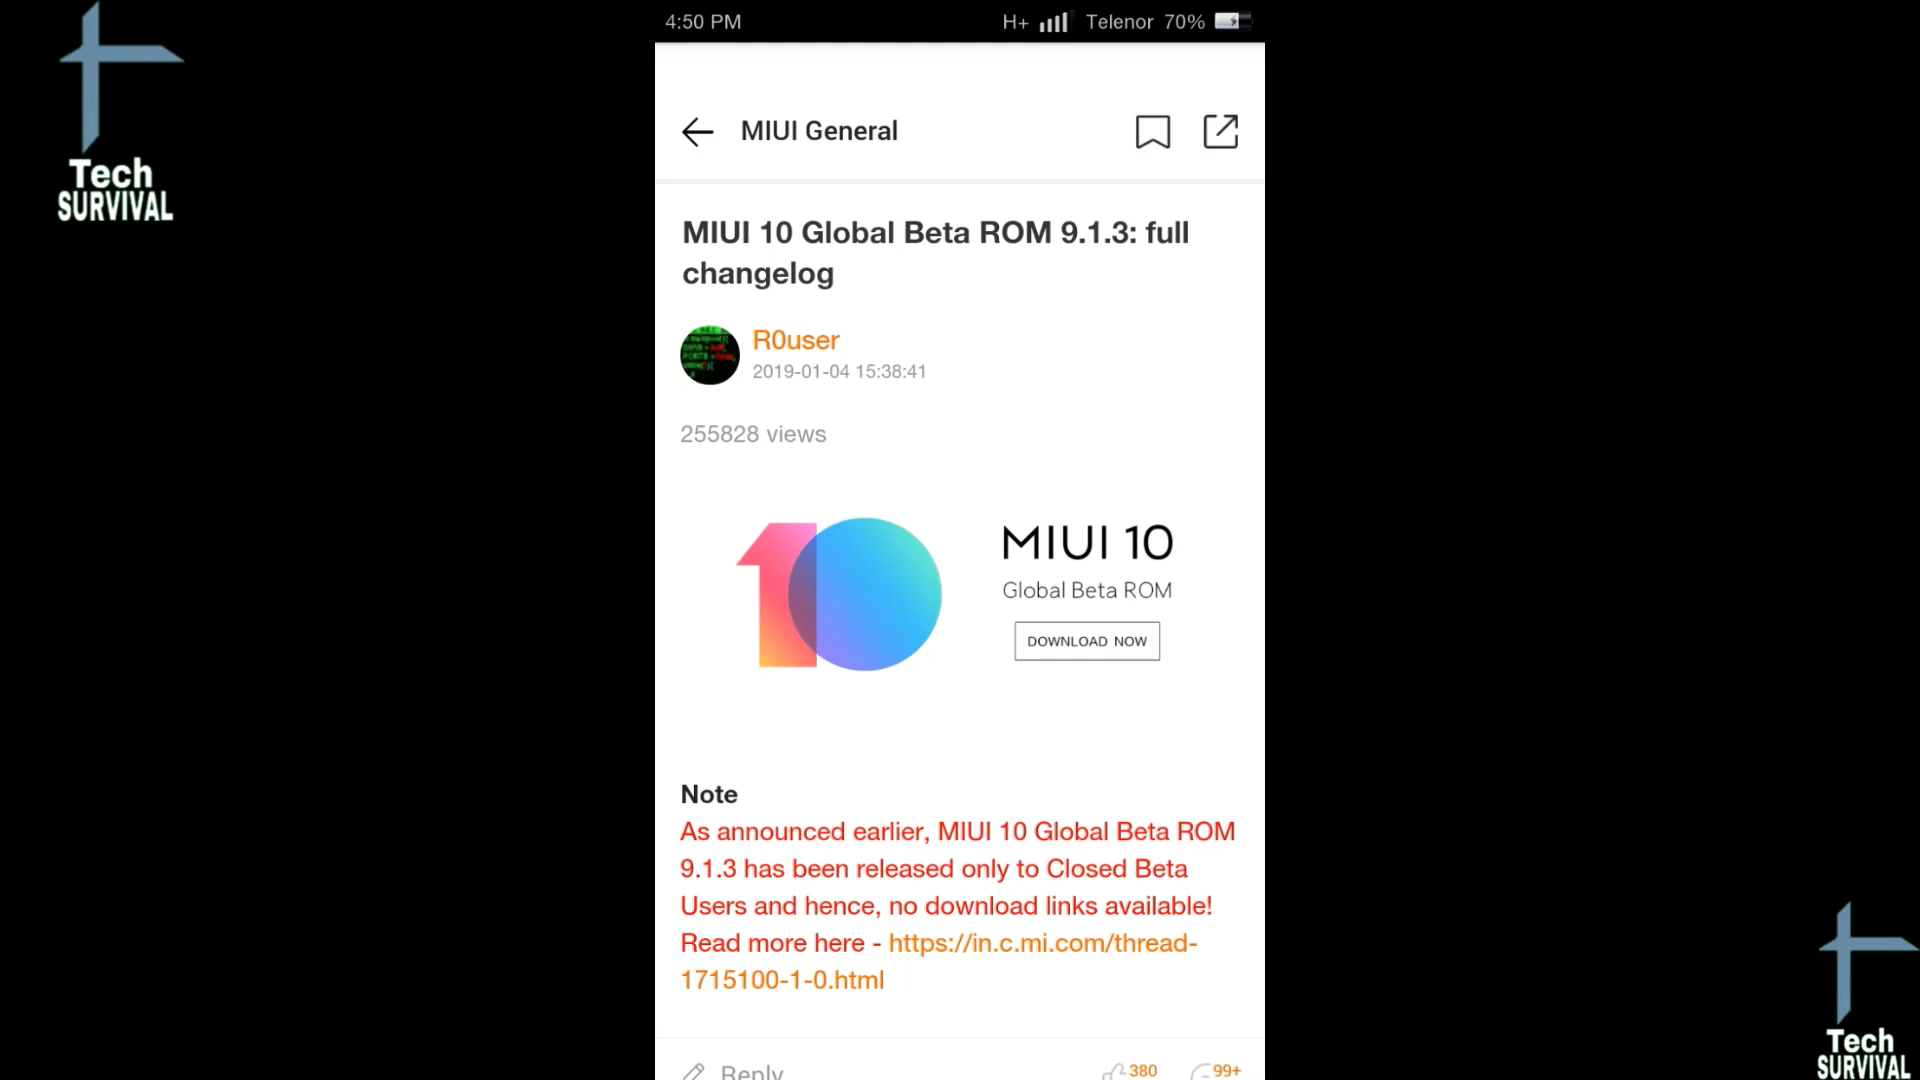 4:50 PM H+ Telenor 70%
Tech
SURVIVAL
MIUI General
MIUI 10 Global Beta ROM 9.1.3: full
changelog
R0user
2019-01-04 15:38:41
255828 views
10
MIUI 10
Global Beta ROM
DOWNLOAD NOW
Note
As announced earlier, MIUI 10 Global Beta ROM
9.1.3 has been released only to Closed Beta
Users and hence, no download links available!
Read more here - https://in.c.mi.com/thread-
1715100-1-0.html
Reply 380 99+
Tech
SURVIVAL